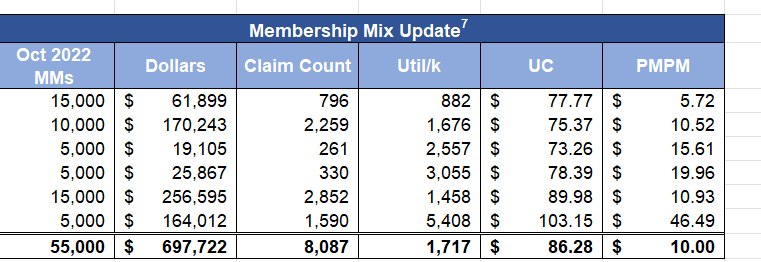 Membership Mix Update7
Oct 2022 MMs Dollars Claim Count Util/k UC PMPM
15,000 $ 61,899 796 882 $ 77.77 $ 5.72
10,000 $ 170,243 2,259 1,676 $ 75.37 $ 10.52
5,000 $ 19,105 261 2,557 $ 73.26 $ 15.61
5,000 $ 25,867 330 3,055 $ 78.39 $ 19.96
15,000 $ 256,595 2,852 1,458 $ 89.98 $ 10.93
5,000 $ 164,012 1,590 5,408 $ 103.15 $ 46.49
55,000 $ 697,722 8,087 1,717 $ 86.28 $ 10.00